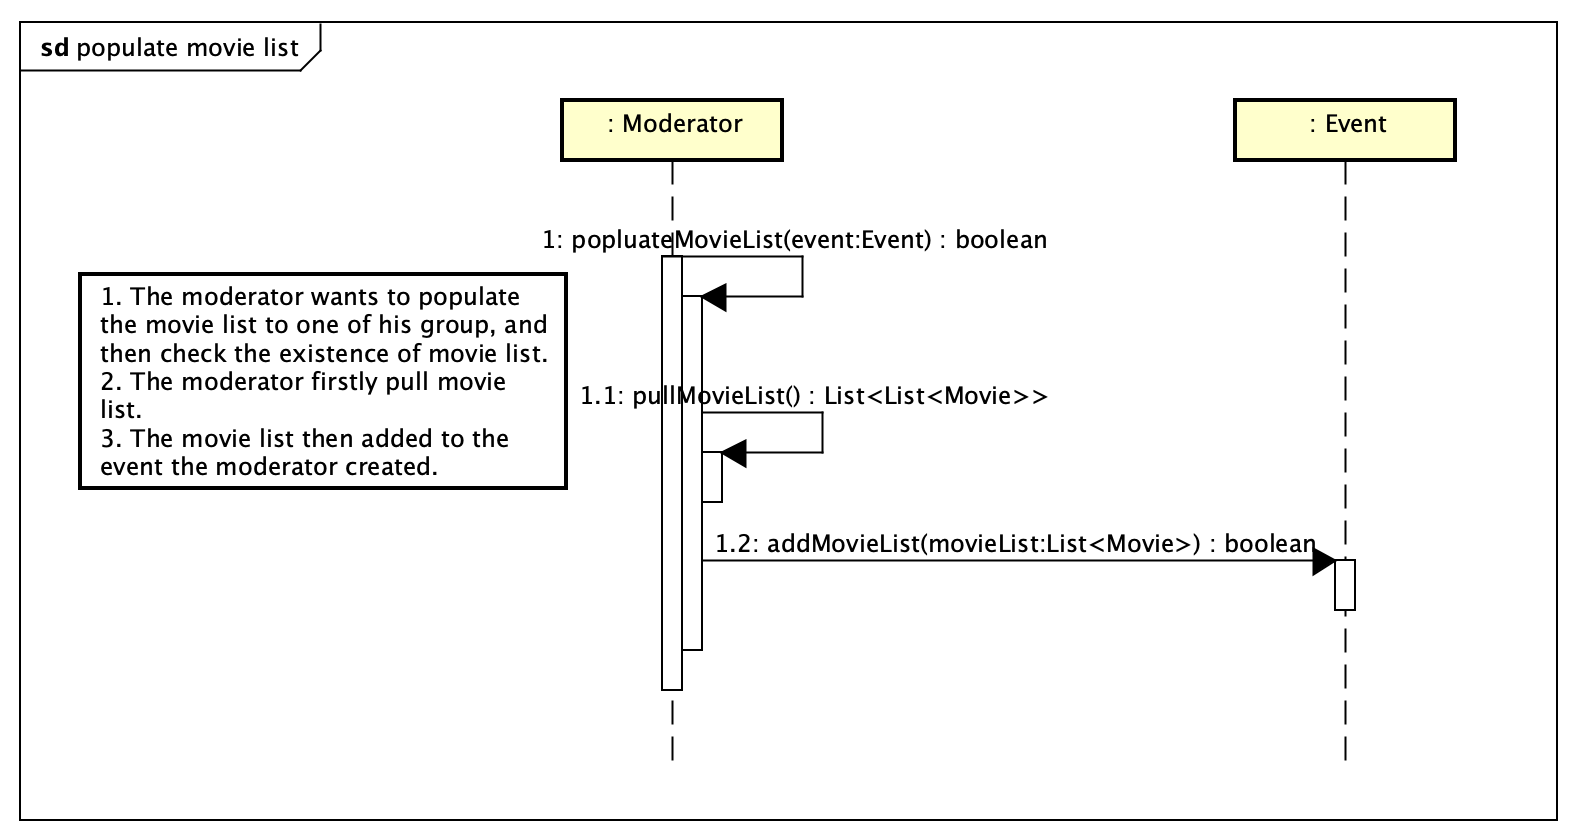 sd populate movie list
: Moderator
: Event
1: popluateMovieList(event:Event) : boolean
1. The moderator wants to populate
the movie list to one of his group, and
then check the existence of movie list.
2. The moderator firstly pull movie
list.
3. The movie list then added to the
event the moderator created.
1.1: pullMovieList() : List<List<Movie>>
1.2: addMovieList(movieList:List<Movie>) : boolean